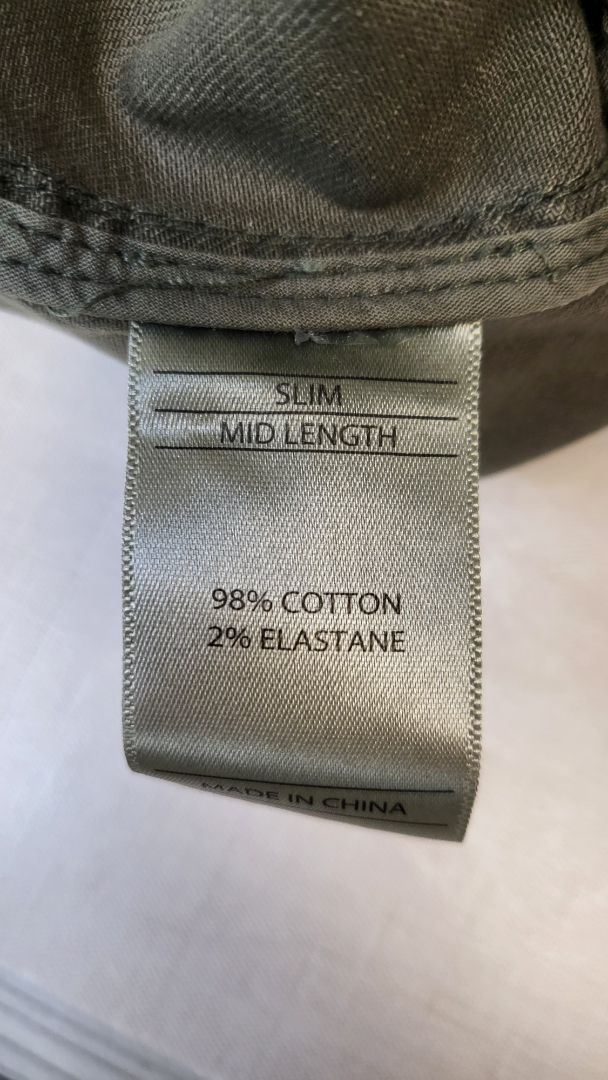 SLIM
MID LENGTH
98% COTTON
2% ELASTANE
MADE IN CHINA